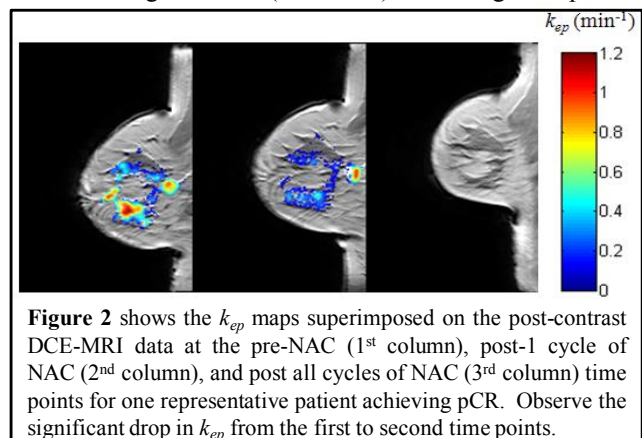 k_ep (min⁻¹)
1.2
1
0.8
0.6
0.4
0.2
0
Figure 2 shows the k_ep maps superimposed on the post-contrast
DCE-MRI data at the pre-NAC (1ˢᵗ column), post-1 cycle of
NAC (2ⁿᵈ column), and post all cycles of NAC (3ʳᵈ column) time
points for one representative patient achieving pCR. Observe the
significant drop in k_ep from the first to second time points.